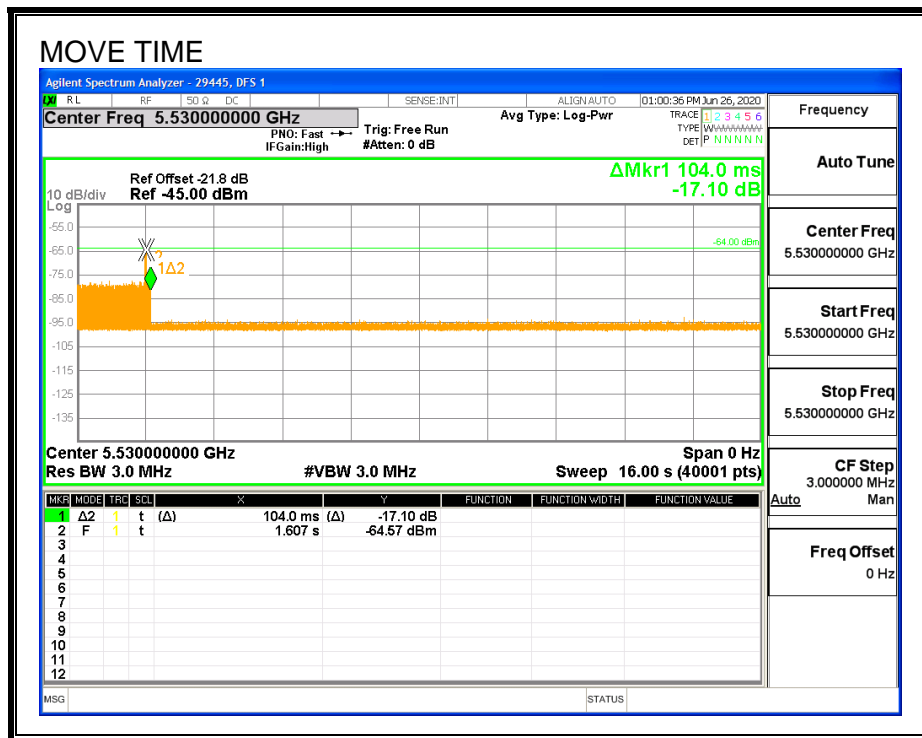 MOVE TIME
Agilent Spectrum Analyzer - 29445, DFS 1
LXI RL RF 50 Ω DC SENSE:INT ALIGN AUTO 01:00:36 PM Jun 26, 2020
Center Freq 5.530000000 GHz
PNO: Fast
IFGain:High
Trig: Free Run
#Atten: 0 dB
Avg Type: Log-Pwr
TRACE 1 2 3 4 5 6
TYPE WWWWWWW
DET P N N N N N
ΔMkr1 104.0 ms
-17.10 dB
Ref Offset -21.8 dB
10 dB/div Ref -45.00 dBm
Log
-55.0
-64.00 dBm
-65.0
2
1Δ2
-75.0
-85.0
-95.0
-105
-115
-125
-135
Center 5.530000000 GHz Span 0 Hz
Res BW 3.0 MHz #VBW 3.0 MHz Sweep 16.00 s (40001 pts)
MKR MODE TRC SCL X Y FUNCTION FUNCTION WIDTH FUNCTION VALUE
1 Δ2 1 t (Δ) 104.0 ms (Δ) -17.10 dB
2 F 1 t 1.607 s -64.57 dBm
3
4
5
6
7
8
9
10
11
12
MSG STATUS
Frequency
Auto Tune
Center Freq
5.530000000 GHz
Start Freq
5.530000000 GHz
Stop Freq
5.530000000 GHz
CF Step
3.000000 MHz
Auto Man
Freq Offset
0 Hz